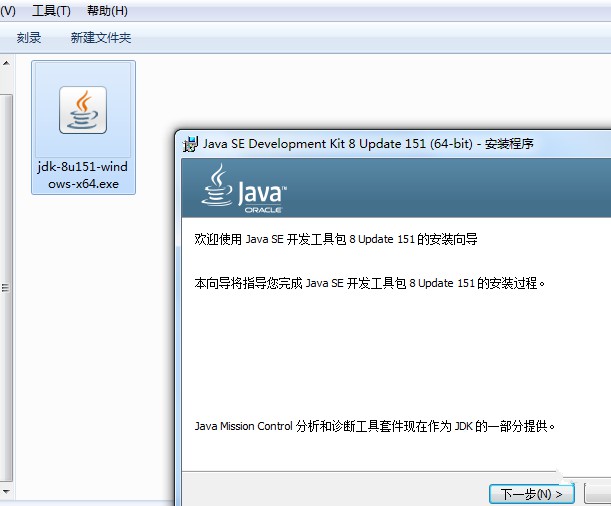 (V) 工具(T) 帮助(H)
刻录 新建文件夹
jdk-8u151-wind
ows-x64.exe
Java SE Development Kit 8 Update 151 (64-bit) - 安装程序
Java™
ORACLE
欢迎使用 Java SE 开发工具包 8 Update 151 的安装向导
本向导将指导您完成 Java SE 开发工具包 8 Update 151 的安装过程。
Java Mission Control 分析和诊断工具套件现在作为 JDK 的一部分提供。
下一步(N) >